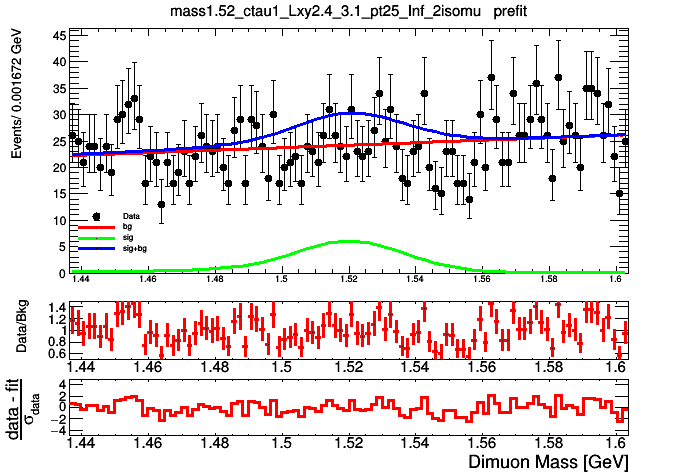 mass1.52_ctau1_Lxy2.4_3.1_pt25_Inf_2isomu prefit
Events/ 0.001672 GeV
45
40
35
30
25
20
15
10
5
0
Data
bg
sig
sig+bg
1.44 1.46 1.48 1.5 1.52 1.54 1.56 1.58 1.6
Data/Bkg
1.4
1.2
1.0
0.8
0.6
1.44 1.46 1.48 1.5 1.52 1.54 1.56 1.58 1.6
data - fit
σdata
4
2
0
−2
−4
1.44 1.46 1.48 1.5 1.52 1.54 1.56 1.58 1.6
Dimuon Mass [GeV]